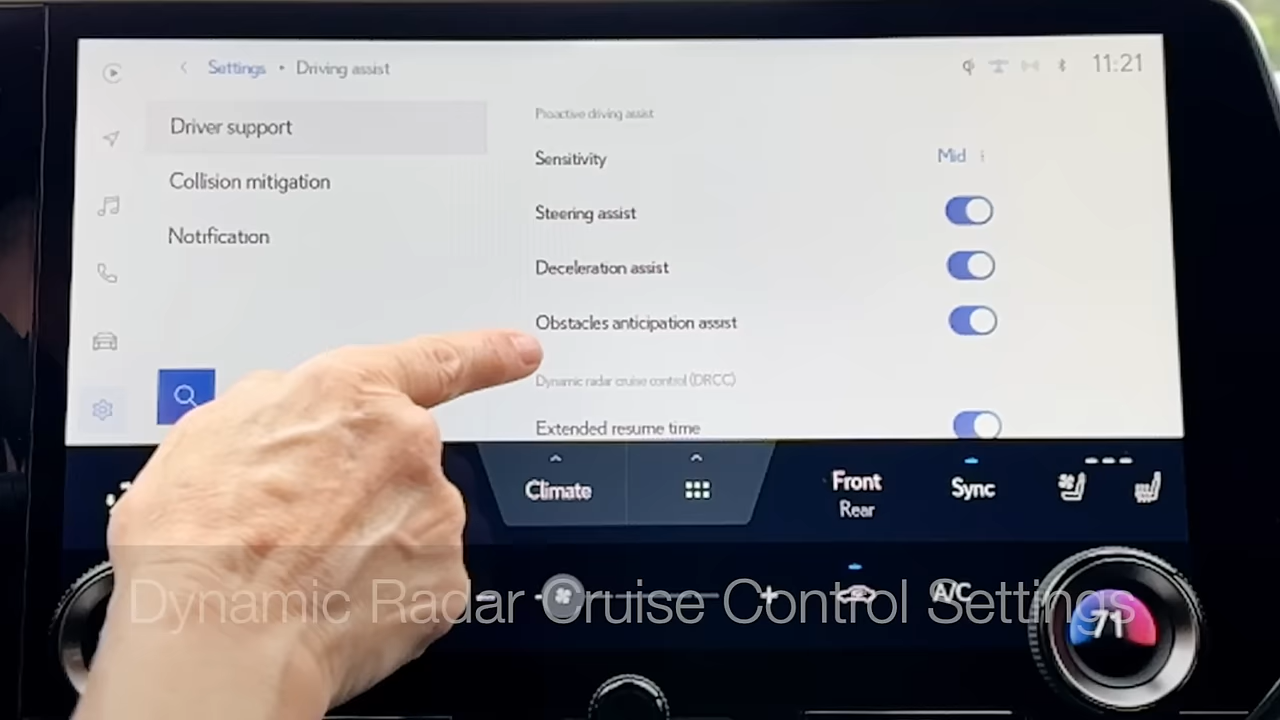 Settings • Driving assist
11:21
Driver support
Collision mitigation
Notification
Proactive driving assist
Sensitivity
Mid
Steering assist
Deceleration assist
Obstacles anticipation assist
Dynamic radar cruise control (DRCC)
Extended resume time
Climate
Front
Rear
Sync
A/C
71
Dynamic Radar Cruise Control Settings